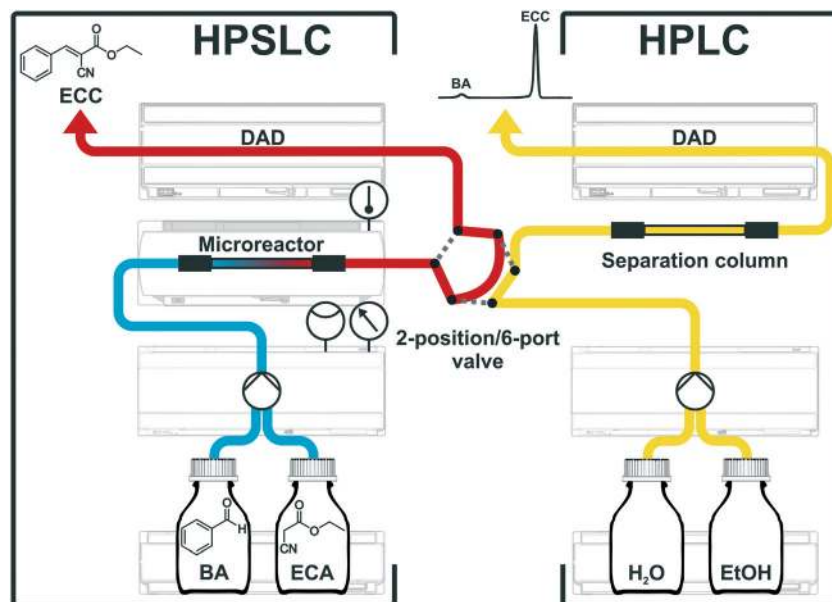 HPSLC
HPLC
ECC
BA
O
O
CN
ECC
DAD
DAD
Microreactor
Separation column
2-position/6-port
valve
O
H
BA
O
O
CN
ECA
H₂O
EtOH